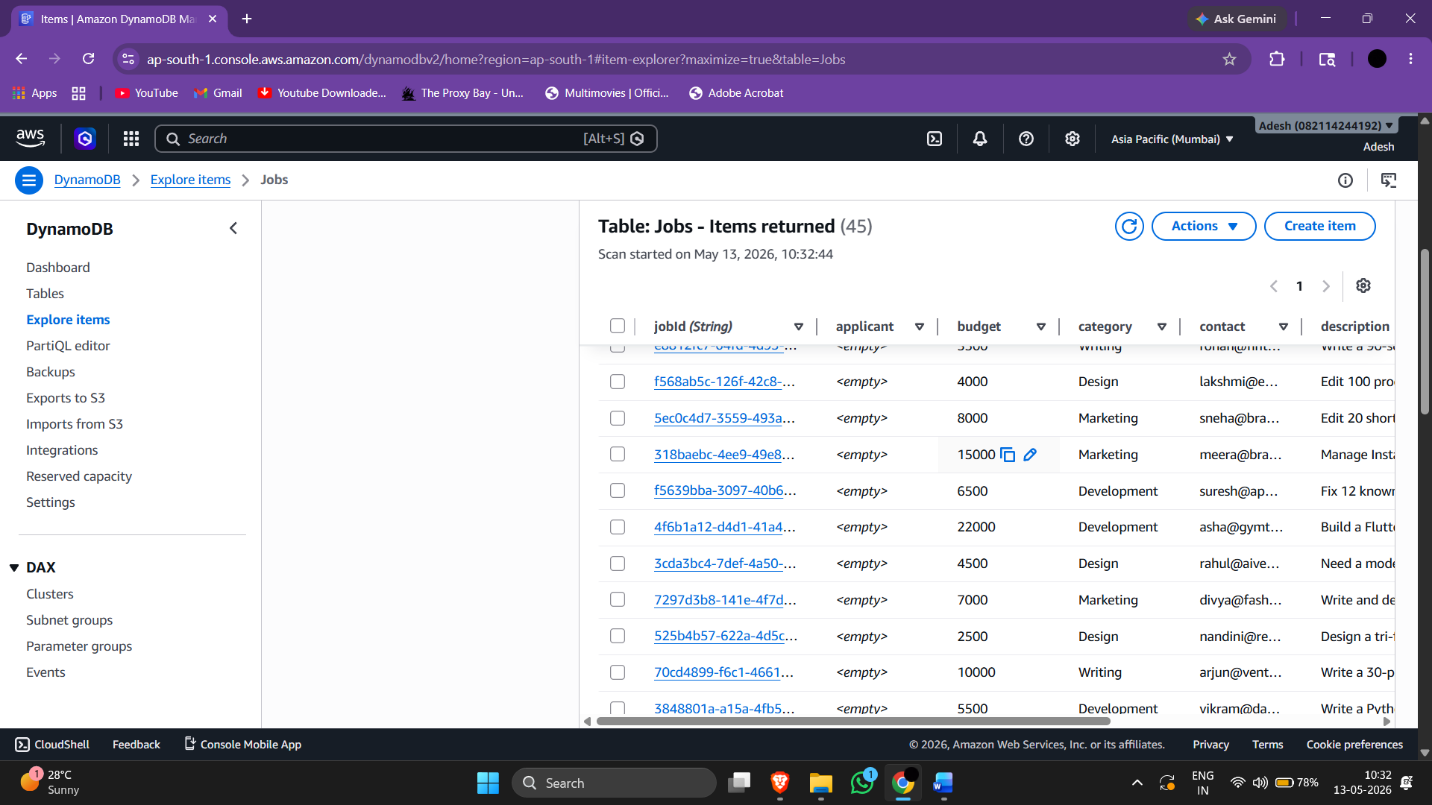 Items | Amazon DynamoDB Ma
Ask Gemini
ap-south-1.console.aws.amazon.com/dynamodbv2/home?region=ap-south-1#item-explorer?maximize=true&table=Jobs
Apps YouTube Gmail Youtube Downloade... The Proxy Bay - Un... Multimovies | Offici... Adobe Acrobat
aws Search [Alt+S] Asia Pacific (Mumbai) Adesh (082114244192)
Adesh
DynamoDB Explore items Jobs
DynamoDB
Dashboard
Tables
Explore items
PartiQL editor
Backups
Exports to S3
Imports from S3
Integrations
Reserved capacity
Settings
DAX
Clusters
Subnet groups
Parameter groups
Events
Table: Jobs - Items returned (45)
Actions Create item
Scan started on May 13, 2026, 10:32:44
1
jobId (String) applicant budget category contact description
<empty> Writing
f568ab5c-126f-42c8-... <empty> 4000 Design lakshmi@e... Edit 100 pro
5ec0c4d7-3559-493a... <empty> 8000 Marketing sneha@bra... Edit 20 short
318baebc-4ee9-49e8... <empty> 15000 Marketing meera@bra... Manage Inst
f5639bba-3097-40b6... <empty> 6500 Development suresh@ap... Fix 12 known
4f6b1a12-d4d1-41a4... <empty> 22000 Development asha@gymt... Build a Flutt
3cda3bc4-7def-4a50-... <empty> 4500 Design rahul@aive... Need a mode
7297d3b8-141e-4f7d... <empty> 7000 Marketing divya@fash... Write and de
525b4b57-622a-4d5c... <empty> 2500 Design nandini@re... Design a tri-f
70cd4899-f6c1-4661... <empty> 10000 Writing arjun@vent... Write a 30-p
3848801a-a15a-4fb5... <empty> 5500 Development vikram@da... Write a Pyth
CloudShell Feedback Console Mobile App © 2026, Amazon Web Services, Inc. or its affiliates. Privacy Terms Cookie preferences
1 28°C
Sunny
Search
1
ENG
IN
78%
10:32
13-05-2026